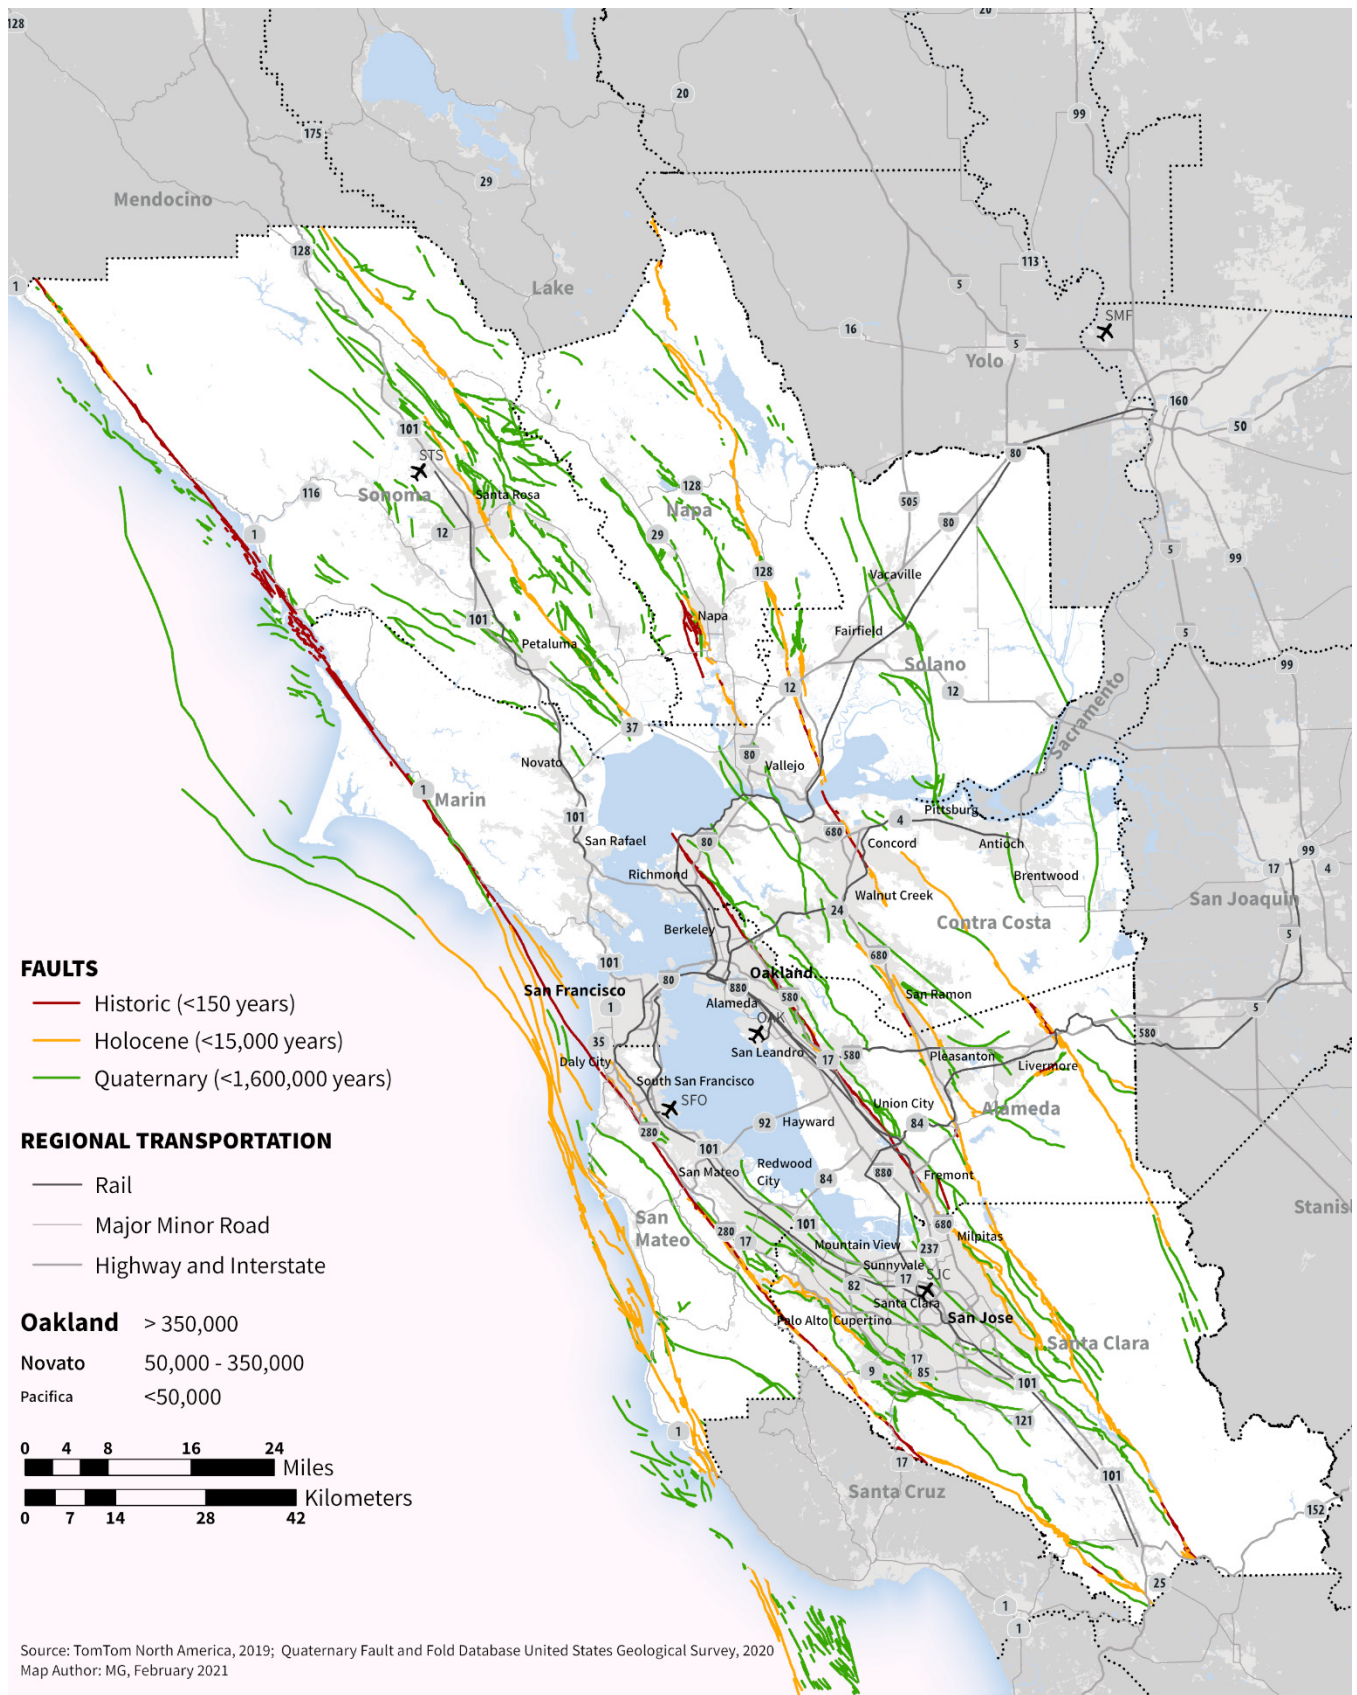 128
20
20
99
175
29
Mendocino
128
113
Lake
1
5
SMF
16
5
Yolo
160
50
101
80
STS
116
Sonoma
Santa Rosa
128
Napa
505
80
12
29
1
5
99
128
Vacaville
101
Napa
Petaluma
Fairfield
5
Solano
99
12
12
Sacramento
37
80
Novato
Vallejo
1
Marin
101
Pittsburg
4
San Rafael
80
680
Concord
Antioch
99
17
4
Richmond
Brentwood
Walnut Creek
San Joaquin
24
Contra Costa
Berkeley
5
680
FAULTS
101
80
Oakland
San Francisco
880
San Ramon
Historic (<150 years)
1
Alameda
580
5
OAK
Holocene (<15,000 years)
35
San Leandro
17
580
580
Daly City
Pleasanton
Livermore
Quaternary (<1,600,000 years)
South San Francisco
SFO
Union City
Alameda
REGIONAL TRANSPORTATION
280
92
Hayward
84
101
San Mateo
Redwood
City
84
880
Fremont
Rail
San
Mateo
Stanisl
Major Minor Road
280
17
101
680
Mountain View
237
Milpitas
Highway and Interstate
Sunnyvale
17
SJC
82
Santa Clara
Oakland > 350,000
Palo Alto
Cupertino
San Jose
Santa Clara
Novato 50,000 - 350,000
17
9
85
101
Pacifica <50,000
121
1
0 4 8 16 24
Miles
17
101
Kilometers
Santa Cruz
0 7 14 28 42
152
25
1
1
Source: TomTom North America, 2019; Quaternary Fault and Fold Database United States Geological Survey, 2020
Map Author: MG, February 2021